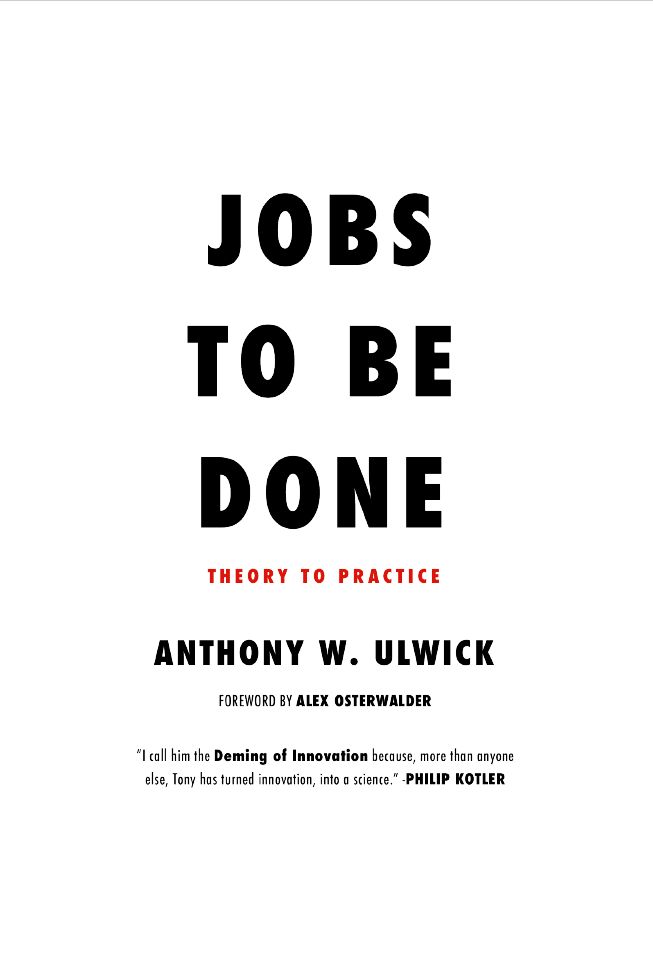 JOBS
TO BE
DONE
THEORY TO PRACTICE
ANTHONY W. ULWICK
FOREWORD BY ALEX OSTERWALDER
"I call him the Deming of Innovation because, more than anyone
else, Tony has turned innovation, into a science." -PHILIP KOTLER